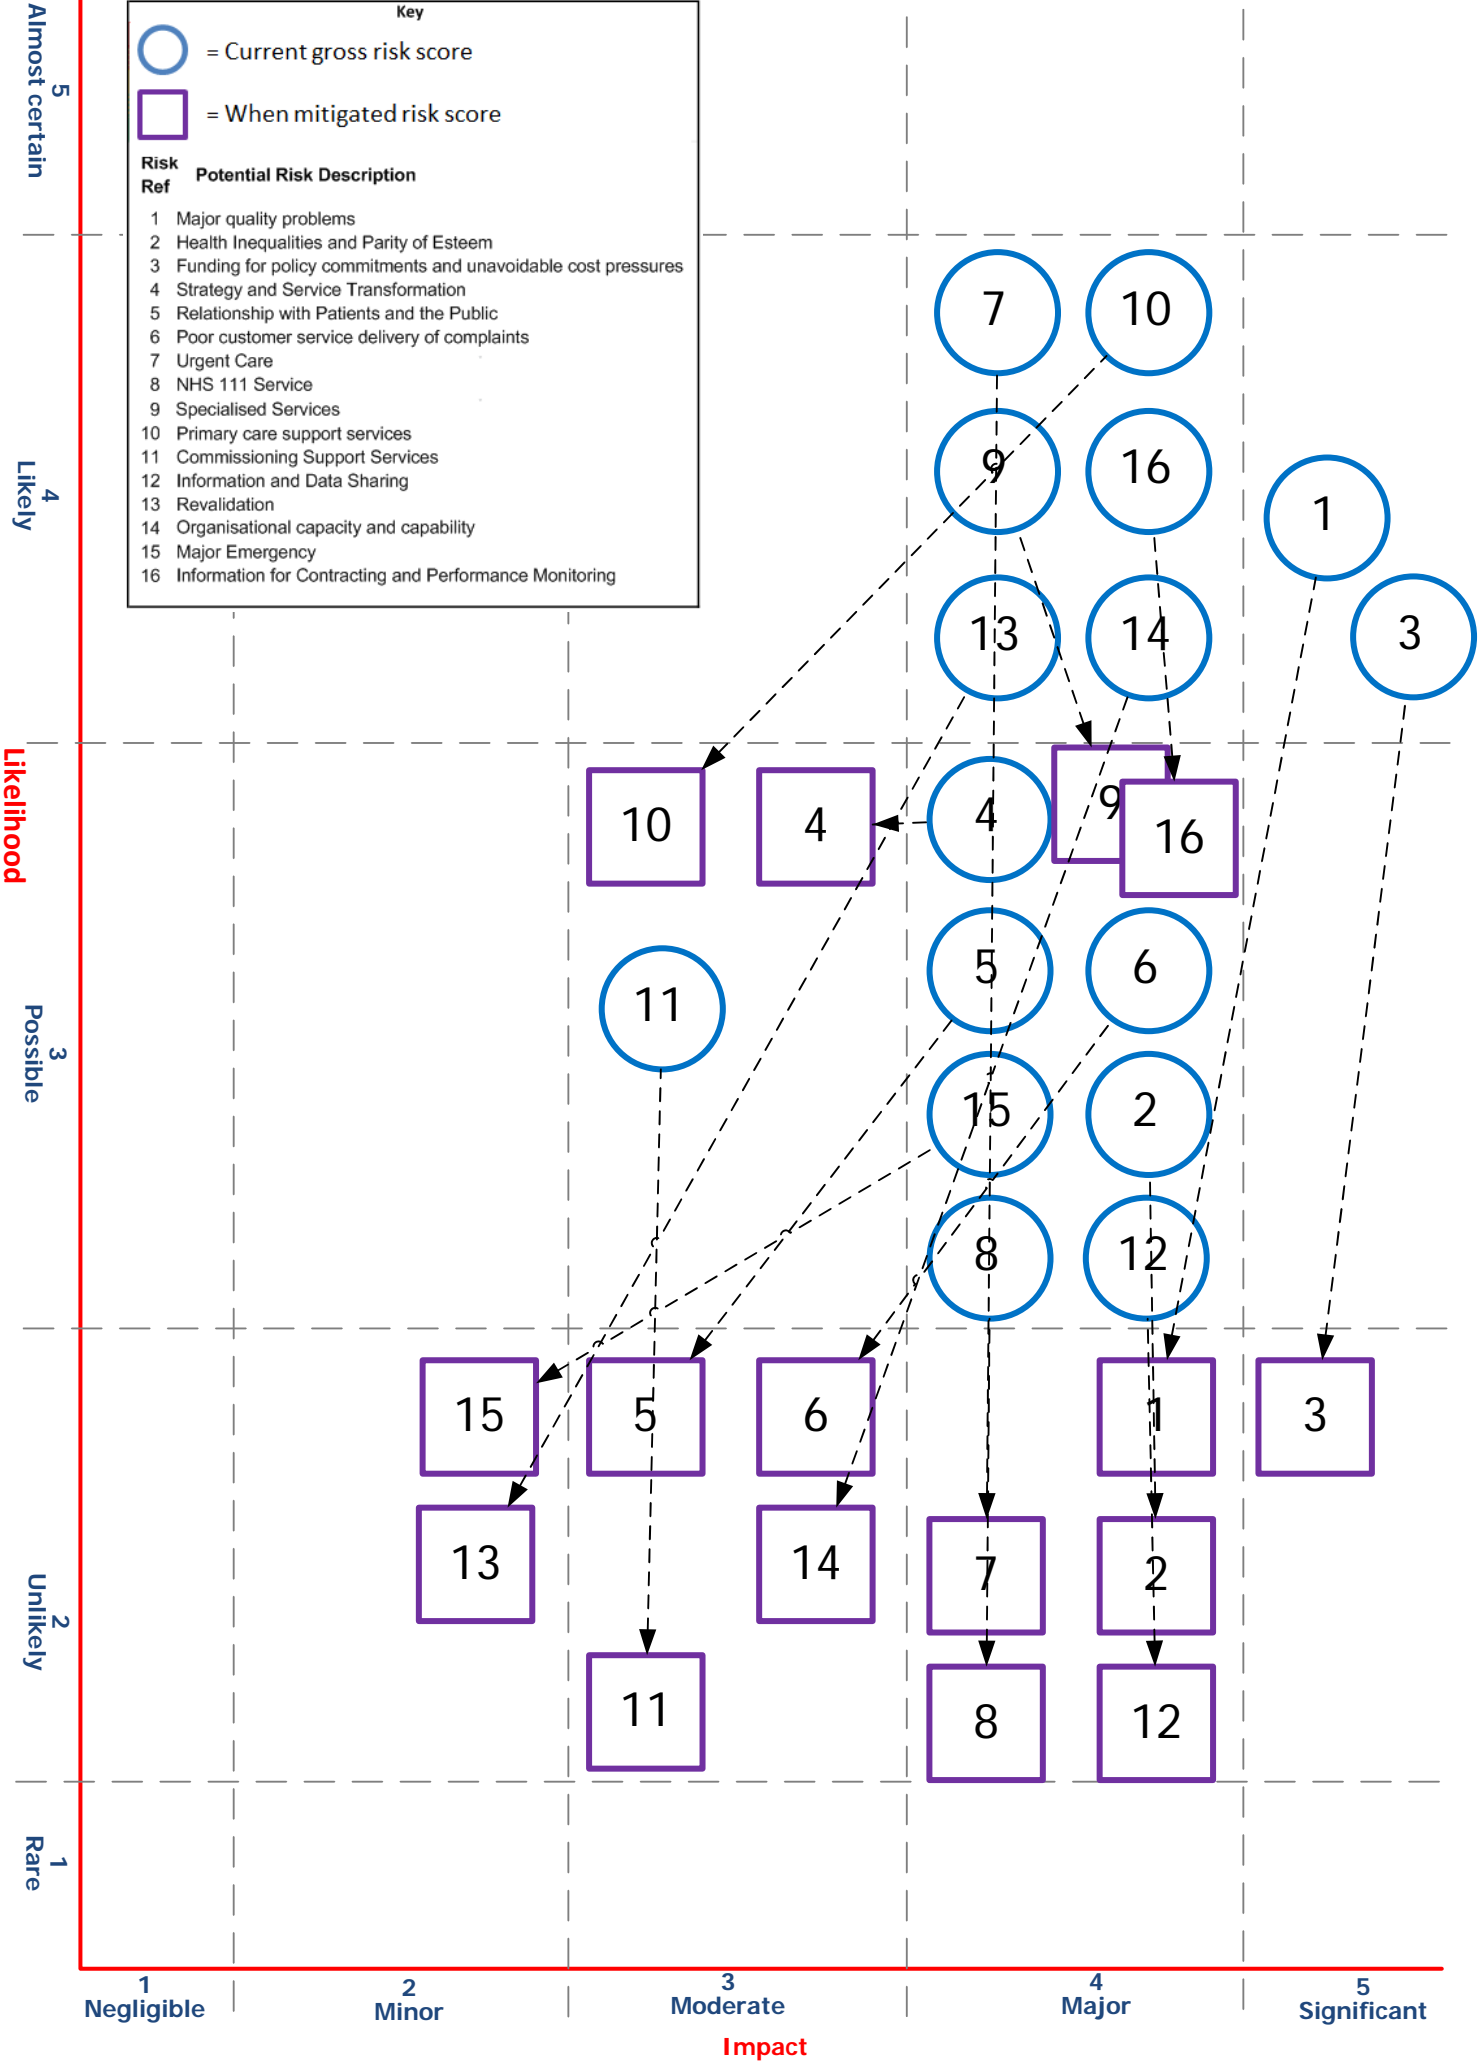 Key
= Current gross risk score
= When mitigated risk score
Risk Ref Potential Risk Description
1 Major quality problems
2 Health Inequalities and Parity of Esteem
3 Funding for policy commitments and unavoidable cost pressures
4 Strategy and Service Transformation
5 Relationship with Patients and the Public
6 Poor customer service delivery of complaints
7 Urgent Care
8 NHS 111 Service
9 Specialised Services
10 Primary care support services
11 Commissioning Support Services
12 Information and Data Sharing
13 Revalidation
14 Organisational capacity and capability
15 Major Emergency
16 Information for Contracting and Performance Monitoring
5
Almost certain
4
Likely
Likelihood
3
Possible
2
Unlikely
1
Rare
7 10
9 16
1
13 14
3
10 4 4 9
16
11 5 6
15 2
8 12
15 5 6 1 3
13 14 7 2
11 8 12
1
Negligible
2
Minor
3
Moderate
4
Major
5
Significant
Impact